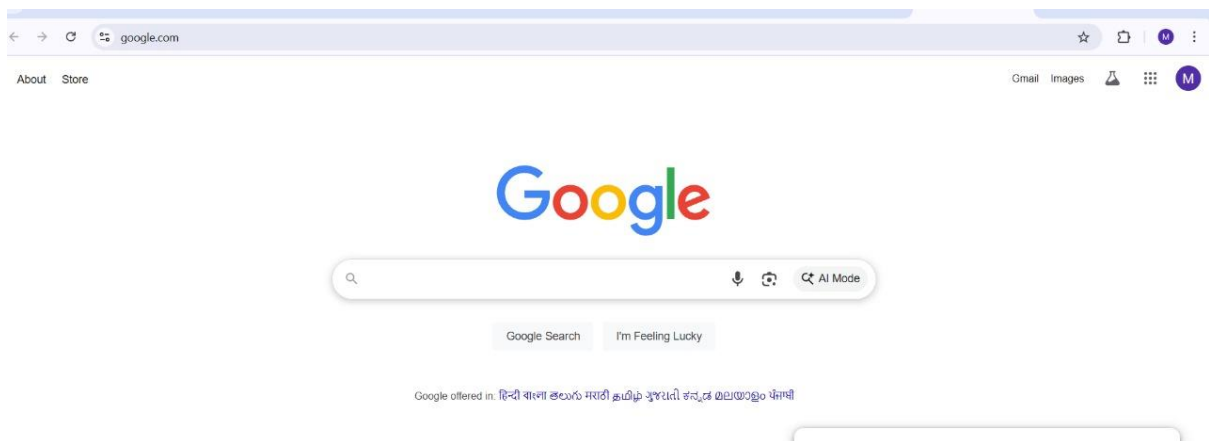 google.com
M
About Store
Gmail Images
M
Google
AI Mode
Google Search I'm Feeling Lucky
Google offered in: हिन्दी বাংলা తెలుగు मराठी தமிழ் ગુજરાતી ಕನ್ನಡ മലയാളം ਪੰਜਾਬੀ